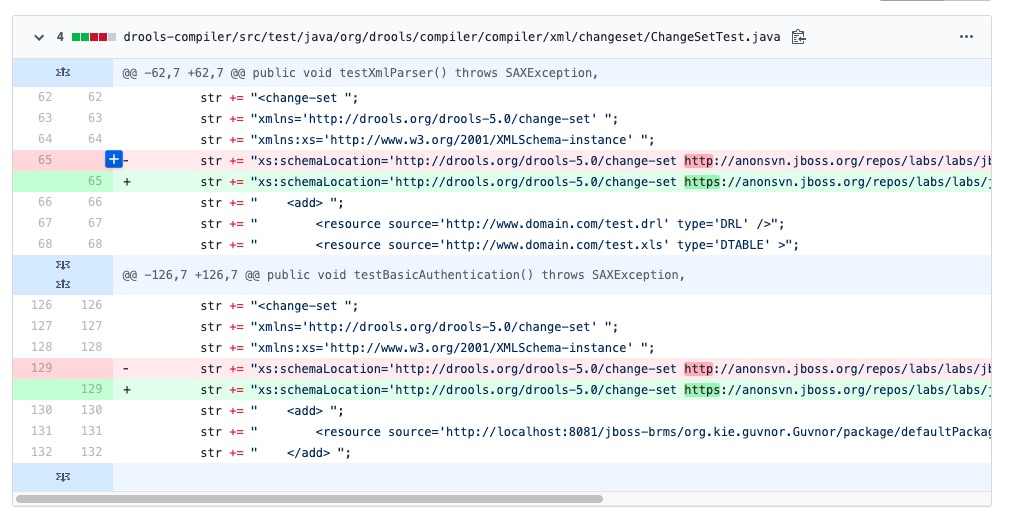 4 drools-compiler/src/test/java/org/drools/compiler/compiler/xml/changeset/ChangeSetTest.java
@@ -62,7 +62,7 @@ public void testXmlParser() throws SAXException,
62 62 str += "<change-set ";
63 63 str += "xmlns='http://drools.org/drools-5.0/change-set' ";
64 64 str += "xmlns:xs='http://www.w3.org/2001/XMLSchema-instance' ";
65 - str += "xs:schemaLocation='http://drools.org/drools-5.0/change-set http://anonsvn.jboss.org/repos/labs/labs/jb
65 + str += "xs:schemaLocation='http://drools.org/drools-5.0/change-set https://anonsvn.jboss.org/repos/labs/labs/j
66 66 str += "    <add> ";
67 67 str += "        <resource source='http://www.domain.com/test.drl' type='DRL' />";
68 68 str += "        <resource source='http://www.domain.com/test.xls' type='DTABLE' >";
@@ -126,7 +126,7 @@ public void testBasicAuthentication() throws SAXException,
126 126 str += "<change-set ";
127 127 str += "xmlns='http://drools.org/drools-5.0/change-set' ";
128 128 str += "xmlns:xs='http://www.w3.org/2001/XMLSchema-instance' ";
129 - str += "xs:schemaLocation='http://drools.org/drools-5.0/change-set http://anonsvn.jboss.org/repos/labs/labs/jb
129 + str += "xs:schemaLocation='http://drools.org/drools-5.0/change-set https://anonsvn.jboss.org/repos/labs/labs/j
130 130 str += "    <add> ";
131 131 str += "        <resource source='http://localhost:8081/jboss-brms/org.kie.guvnor.Guvnor/package/defaultPackag
132 132 str += "    </add> ";